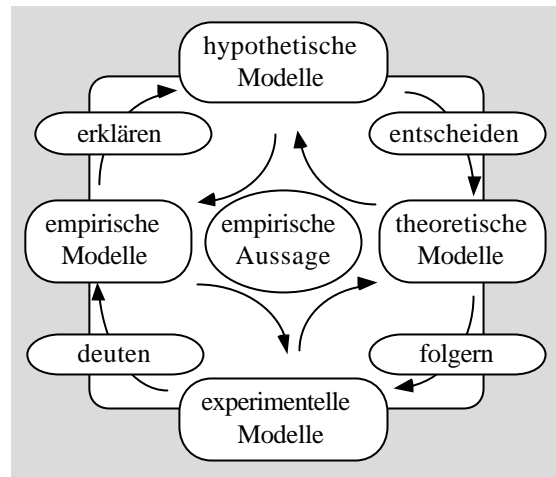 hypothetische
Modelle
erklären
entscheiden
empirische
Modelle
empirische
Aussage
theoretische
Modelle
deuten
folgern
experimentelle
Modelle